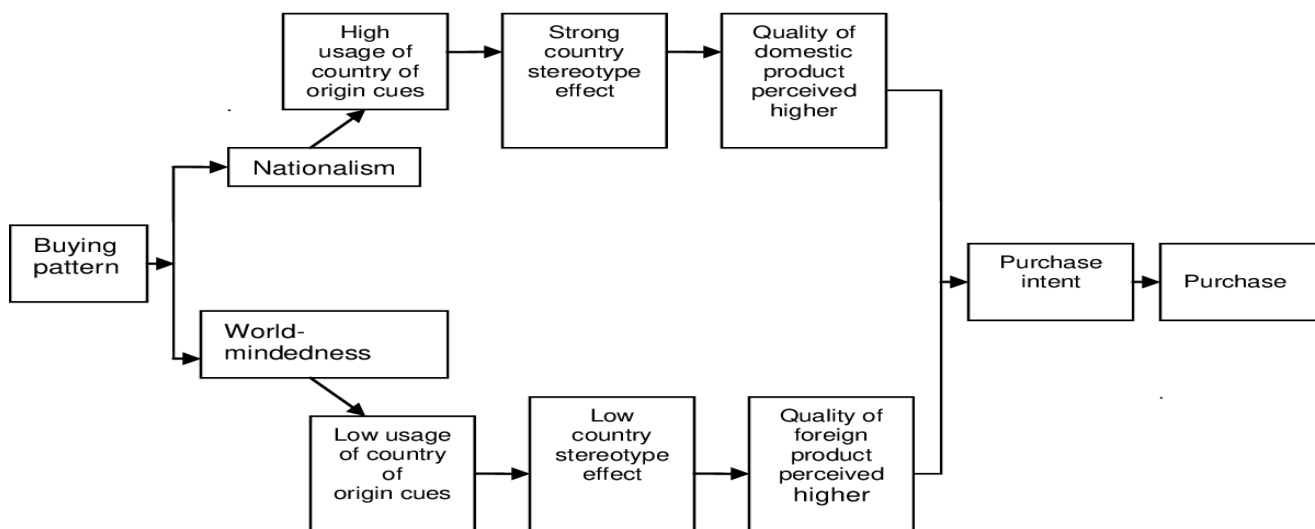 High
usage of
country of
origin cues
Strong
country
stereotype
effect
Quality of
domestic
product
perceived
higher
Nationalism
Buying
pattern
World-
mindedness
Purchase
intent
Purchase
Low usage
of country
of
origin cues
Low
country
stereotype
effect
Quality of
foreign
product
perceived
higher